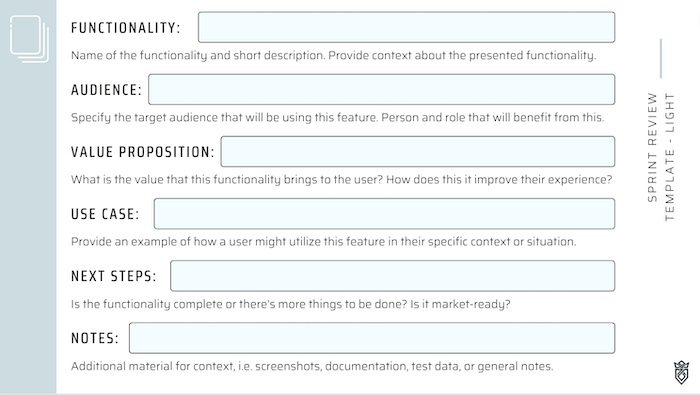 FUNCTIONALITY:
Name of the functionality and short description. Provide context about the presented functionality.
AUDIENCE:
Specify the target audience that will be using this feature. Person and role that will benefit from this.
VALUE PROPOSITION:
What is the value that this functionality brings to the user? How does this it improve their experience?
USE CASE:
Provide an example of how a user might utilize this feature in their specific context or situation.
NEXT STEPS:
Is the functionality complete or there's more things to be done? Is it market-ready?
NOTES:
Additional material for context, i.e. screenshots, documentation, test data, or general notes.
SPRINT REVIEW
TEMPLATE - LIGHT